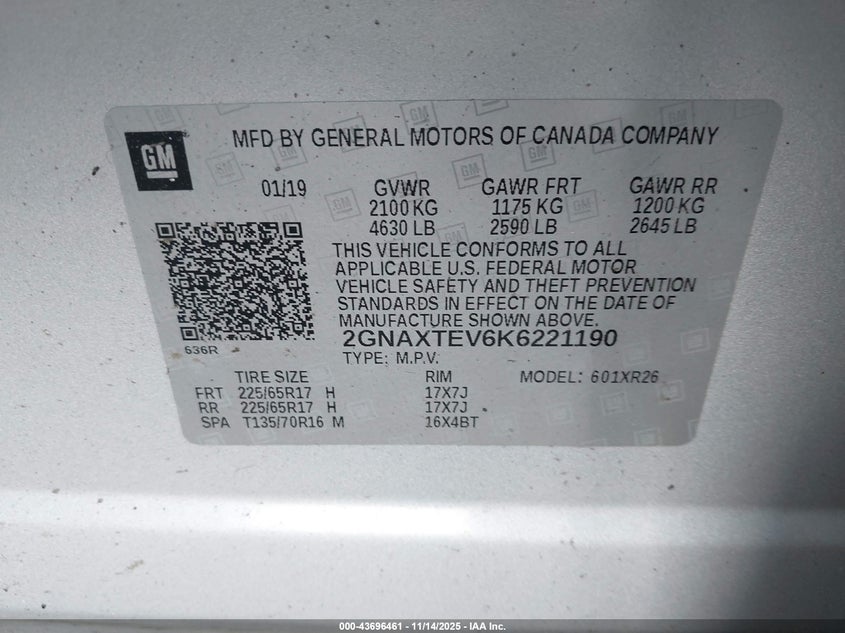 GM
MFD BY GENERAL MOTORS OF CANADA COMPANY
01/19 GVWR GAWR FRT GAWR RR
2100 KG 1175 KG 1200 KG
4630 LB 2590 LB 2645 LB
THIS VEHICLE CONFORMS TO ALL
APPLICABLE U.S. FEDERAL MOTOR
VEHICLE SAFETY AND THEFT PREVENTION
STANDARDS IN EFFECT ON THE DATE OF
MANUFACTURE SHOWN ABOVE.
636R
2GNAXTEV6K6221190
TYPE: M.P.V.
TIRE SIZE RIM MODEL: 601XR26
FRT 225/65R17 H 17X7J
RR 225/65R17 H 17X7J
SPA T135/70R16 M 16X4BT
000-43696461 - 11/14/2025 - IAA Inc.